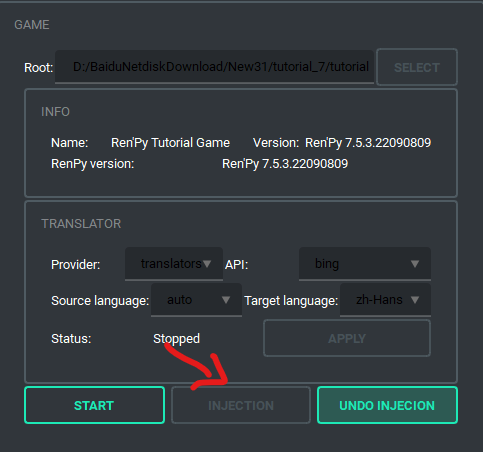 GAME
Root: D:/BaiduNetdiskDownload/New31/tutorial_7/tutorial SELECT
INFO
Name: Ren'Py Tutorial Game Version: Ren'Py 7.5.3.22090809
RenPy version: Ren'Py 7.5.3.22090809
TRANSLATOR
Provider: translators API: bing
Source language: auto Target language: zh-Hans
Status: Stopped APPLY
START INJECTION UNDO INJECION